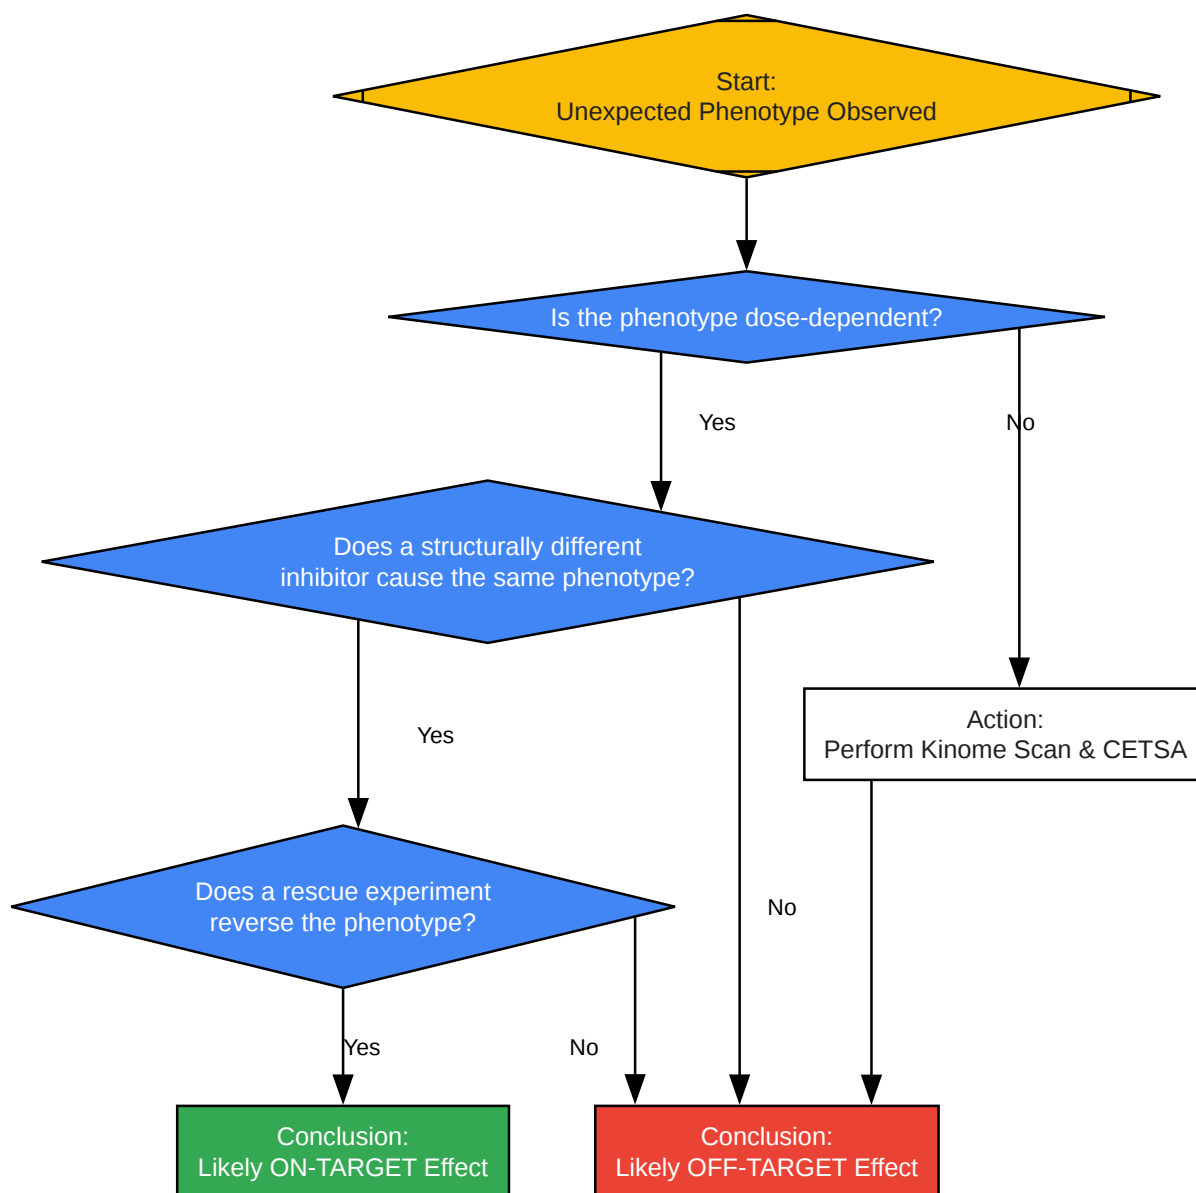 Start:
Unexpected Phenotype Observed
Is the phenotype dose-dependent?
Yes
No
Does a structurally different
inhibitor cause the same phenotype?
Action:
Perform Kinome Scan & CETSA
Yes
No
Does a rescue experiment
reverse the phenotype?
Yes
No
Conclusion:
Likely ON-TARGET Effect
Conclusion:
Likely OFF-TARGET Effect